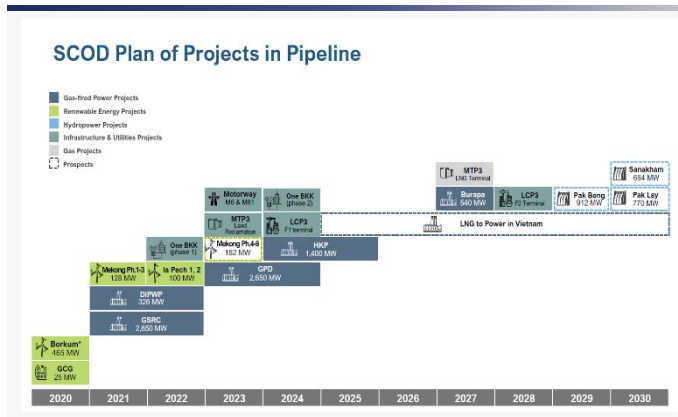 SCOD Plan of Projects in Pipeline
Gas-fired Power Projects
Renewable Energy Projects
Hydropower Projects
Infrastructure & Utilities Projects
Gas Projects
Prospects
MTP3
LNG Terminal
Sanakham
684 MW
Motorway
M6 & M81
One BKK
(phase 2)
Burapa
540 MW
LCP3
F2 Terminal
Pak Beng
912 MW
Pak Lay
770 MW
MTP3
Land
Reclamation
LCP3
F1 terminal
LNG to Power in Vietnam
One BKK
(phase 1)
Mekong Ph.4-8
182 MW
HKP
1,400 MW
Mekong Ph.1-3
128 MW
Ia Pech 1, 2
100 MW
GPD
2,650 MW
DIPWP
326 MW
GSRC
2,650 MW
Borkum*
465 MW
GCG
25 MW
2020 2021 2022 2023 2024 2025 2026 2027 2028 2029 2030